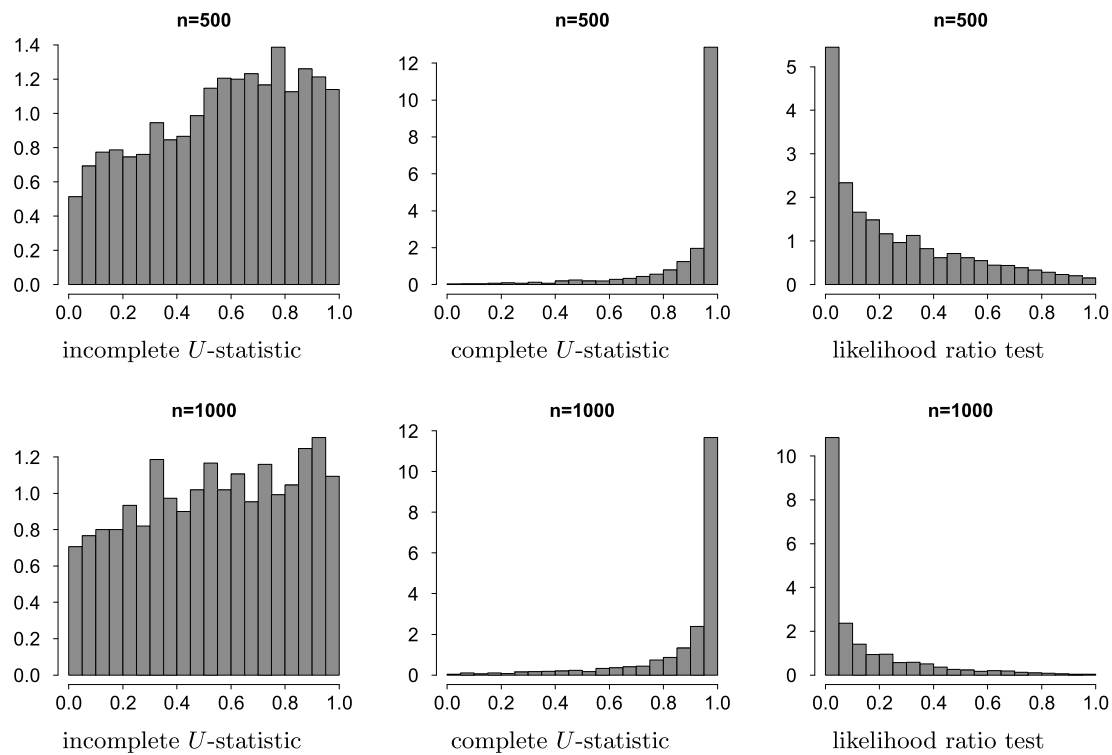 n=500 n=500 n=500
1.4 12 5
1.2 10 4
1.0 8 3
0.8 6 2
0.6 4 1
0.4 2 0
0.2 0
0.0
0.0 0.2 0.4 0.6 0.8 1.0 0.0 0.2 0.4 0.6 0.8 1.0 0.0 0.2 0.4 0.6 0.8 1.0
incomplete U-statistic complete U-statistic likelihood ratio test
n=1000 n=1000 n=1000
1.2 12 10
1.0 10 8
0.8 8 6
0.6 6 4
0.4 4 2
0.2 2 0
0.0 0
0.0 0.2 0.4 0.6 0.8 1.0 0.0 0.2 0.4 0.6 0.8 1.0 0.0 0.2 0.4 0.6 0.8 1.0
incomplete U-statistic complete U-statistic likelihood ratio test